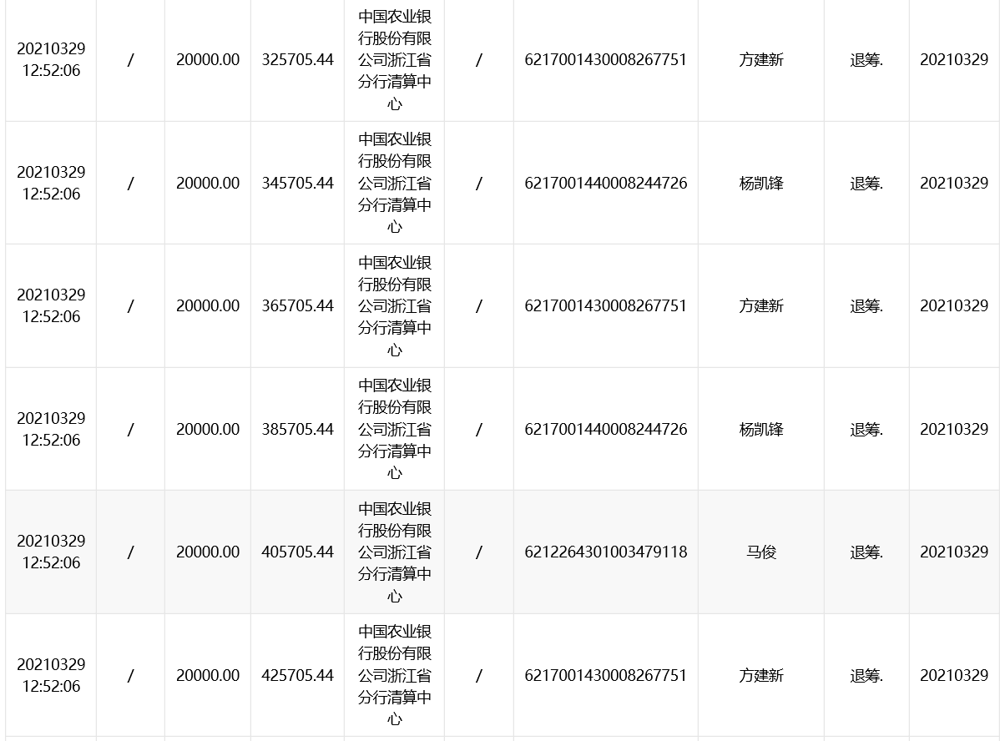 中国农业银
行股份有限
20210329
12:52:06
/
20000.00
325705.44
公司浙江省
/
6217001430008267751
方建新
退筹.
20210329
分行清算中
心
中国农业银
行股份有限
20210329
12:52:06
/
20000.00
345705.44
公司浙江省
/
6217001440008244726
杨凯锋
退筹.
20210329
分行清算中
心
中国农业银
行股份有限
20210329
12:52:06
/
20000.00
365705.44
公司浙江省
/
6217001430008267751
方建新
退筹.
20210329
分行清算中
心
中国农业银
行股份有限
20210329
12:52:06
/
20000.00
385705.44
公司浙江省
/
6217001440008244726
杨凯锋
退筹.
20210329
分行清算中
心
中国农业银
行股份有限
20210329
12:52:06
/
20000.00
405705.44
公司浙江省
/
6212264301003479118
马俊
退筹.
20210329
分行清算中
心
中国农业银
行股份有限
20210329
12:52:06
/
20000.00
425705.44
公司浙江省
/
6217001430008267751
方建新
退筹.
20210329
分行清算中
心